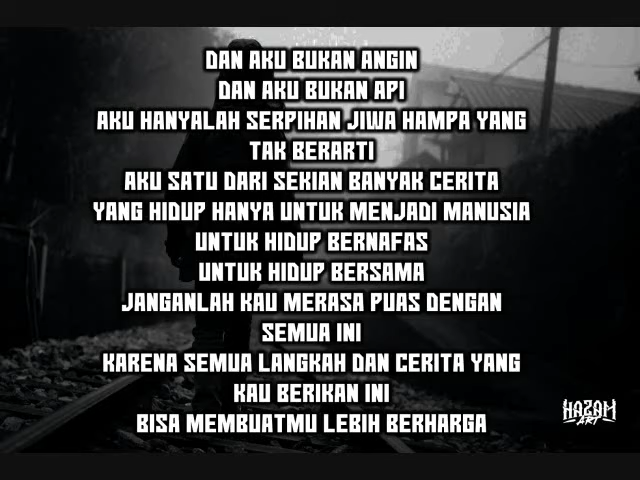 DAN AKU BUKAN ANGIN
DAN AKU BUKAN API
AKU HANYALAH SERPIHAN JIWA HAMPA YANG
TAK BERARTI
AKU SATU DARI SEKIAN BANYAK CERITA
YANG HIDUP HANYA UNTUK MENJADI MANUSIA
UNTUK HIDUP BERNAFAS
UNTUK HIDUP BERSAMA
JANGANLAH KAU MERASA PUAS DENGAN
SEMUA INI
KARENA SEMUA LANGKAH DAN CERITA YANG
KAU BERIKAN INI
BISA MEMBUATMU LEBIH BERHARGA
HAZAM
ART